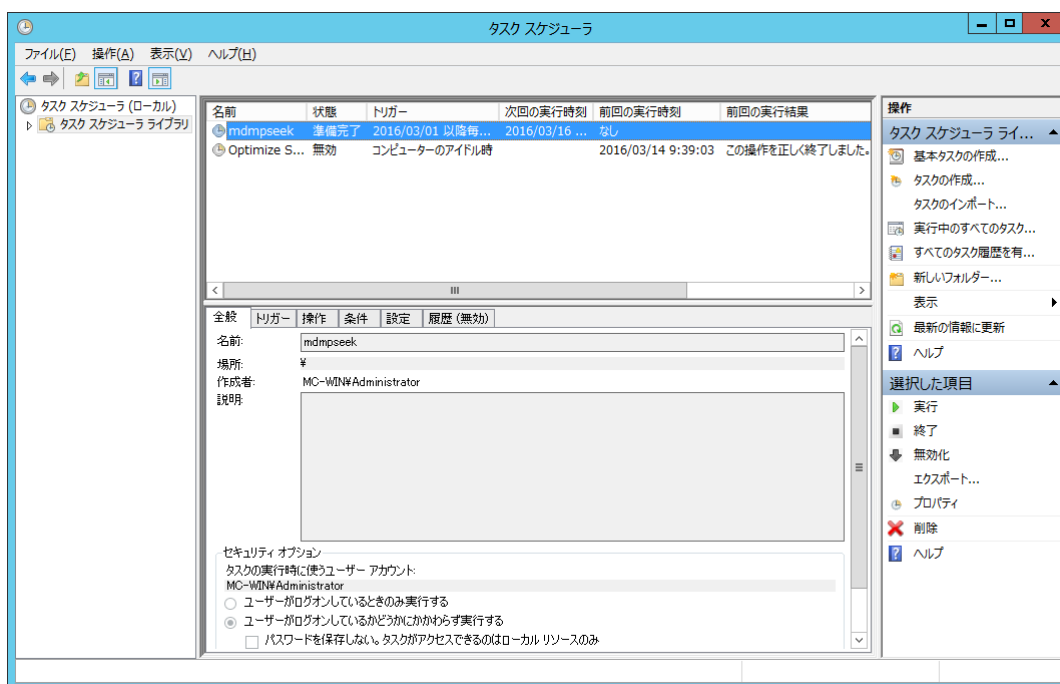 タスク スケジューラ
ファイル(F) 操作(A) 表示(V) ヘルプ(H)
タスク スケジューラ (ローカル)
タスク スケジューラ ライブラリ
名前 状態 トリガー 次回の実行時刻 前回の実行時刻 前回の実行結果
mdmpseek 準備完了 2016/03/01 以降毎... 2016/03/16 ... なし
Optimize S... 無効 コンピューターのアイドル時 2016/03/14 9:39:03 この操作を正しく終了しました。
全般 トリガー 操作 条件 設定 履歴 (無効)
名前: mdmpseek
場所: ¥
作成者: MC-WIN¥Administrator
説明:
セキュリティ オプション
タスクの実行時に使うユーザー アカウント:
MC-WIN¥Administrator
ユーザーがログオンしているときのみ実行する
ユーザーがログオンしているかどうかにかかわらず実行する
パスワードを保存しない。タスクがアクセスできるのはローカル リソースのみ
操作
タスク スケジューラ ライ...
基本タスクの作成...
タスクの作成...
タスクのインポート...
実行中のすべてのタスク...
すべてのタスク履歴を有...
新しいフォルダー...
表示
最新の情報に更新
ヘルプ
選択した項目
実行
終了
無効化
エクスポート...
プロパティ
削除
ヘルプ